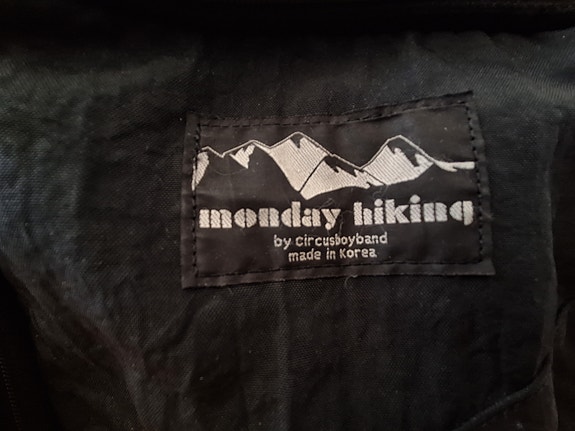 monday hiking
by circusboyband
made in Korea